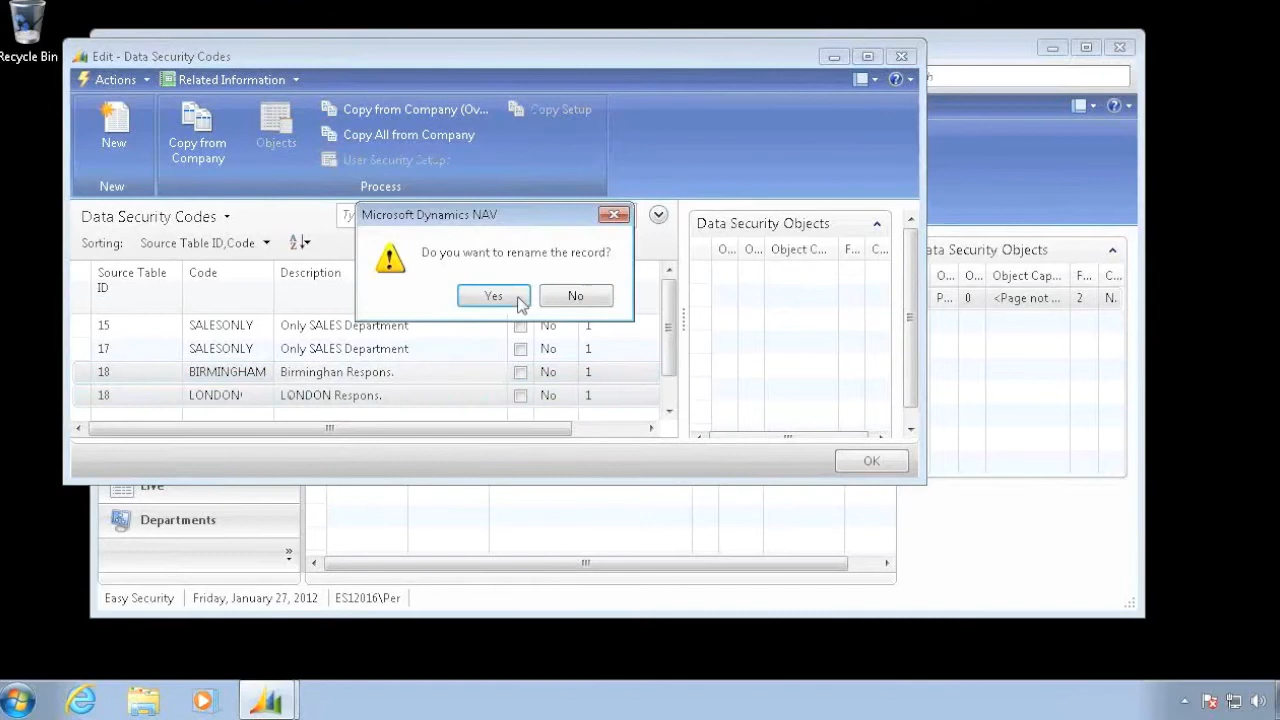 Recycle Bin
Edit - Data Security Codes
Actions
Related Information
New
Copy from
Company
Objects
Copy from Company (Ov...
Copy All from Company
User Security Setup
Copy Setup
New
Process
Data Security Codes
Ty
Sorting:
Source Table ID,Code
Source Table
ID
Code
Description
15 SALESONLY Only SALES Department No 1
17 SALESONLY Only SALES Department No 1
18 BIRMINGHAM Birminghan Respons. No 1
18 LONDON LONDON Respons. No 1
Microsoft Dynamics NAV
Do you want to rename the record?
Yes
No
Data Security Objects
O... O... Object C... F... C...
OK
ata Security Objects
O... O... Object Cap... F... C...
P... 0 <Page not ... 2 N.
Live
Departments
Easy Security
Friday, January 27, 2012
ES12016\Per